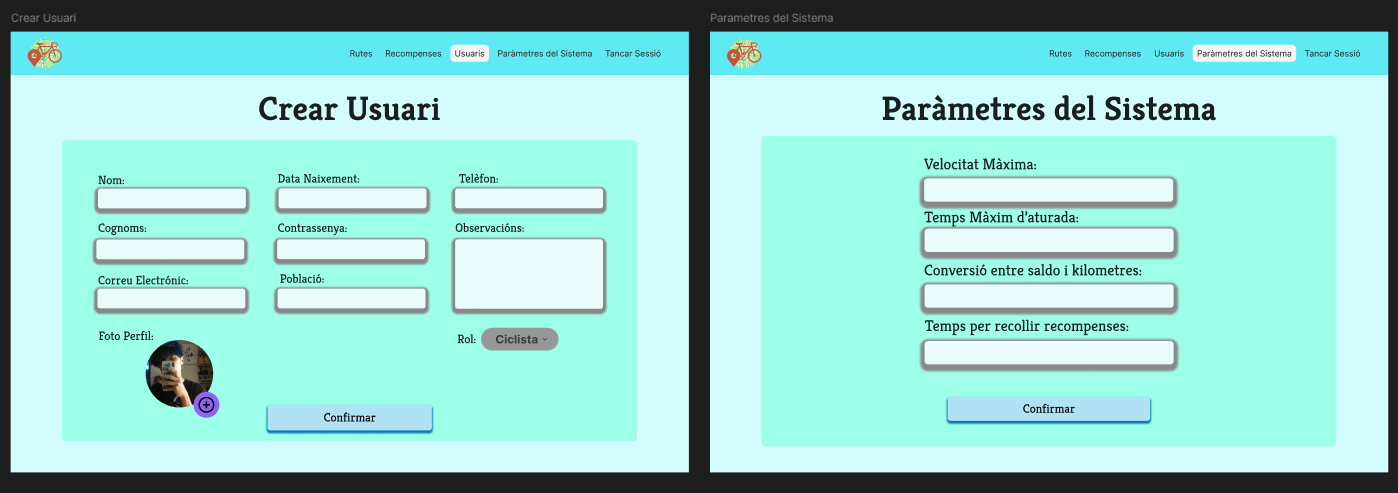 Crear Usuari
Rutes Recompenses Usuaris Paràmetres del Sistema Tancar Sessió
Crear Usuari
Nom:
Data Naixement:
Telèfon:
Cognoms:
Contrassenya:
Observacións:
Correu Electrónic:
Població:
Foto Perfil:
Rol: Ciclista
Confirmar
Parametres del Sistema
Rutes Recompenses Usuaris Paràmetres del Sistema Tancar Sessió
Paràmetres del Sistema
Velocitat Màxima:
Temps Màxim d'aturada:
Conversió entre saldo i kilometres:
Temps per recollir recompenses:
Confirmar